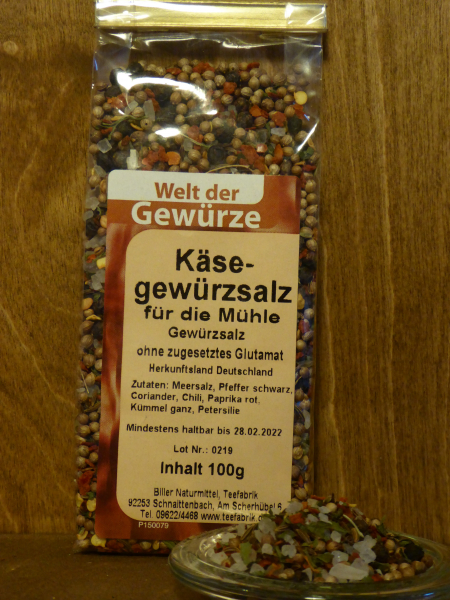 Welt der
Gewürze
Käse-
gewürzsalz
für die Mühle
Gewürzsalz
ohne zugesetztes Glutamat
Herkunftsland Deutschland
Zutaten: Meersalz, Pfeffer schwarz,
Coriander, Chili, Paprika rot,
Kümmel ganz, Petersilie
Mindestens haltbar bis 28.02.2022
Lot Nr.: 0219
Inhalt 100g
Biller Naturmittel, Teefabrik
92253 Schnaittenbach, Am Scherhübel 6
Tel. 09622/4468 www.teefabrik.
P150079